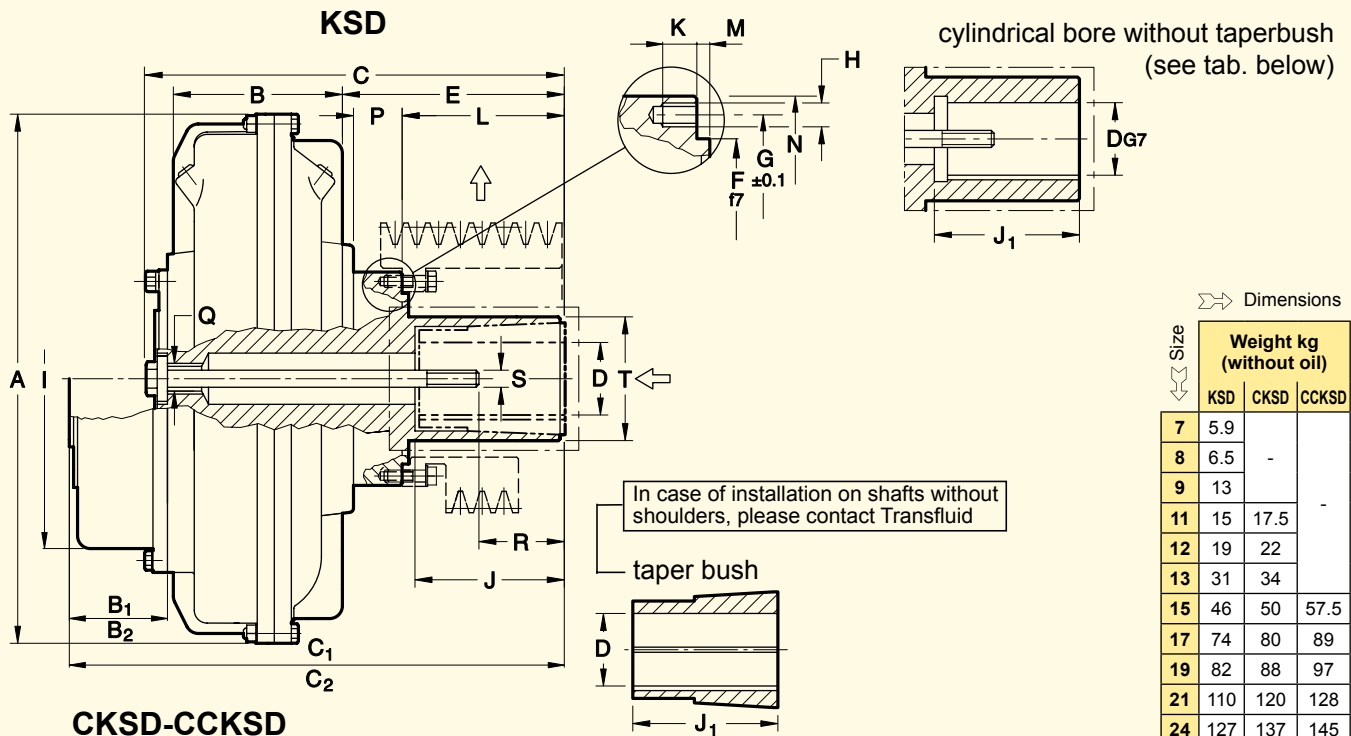 KSD
cylindrical bore without taperbush
(see tab. below)
C
B
E
P
L
K
M
H
N
G
±0.1
F
f7
DG7
J1
A
I
Q
S
D
T
R
J
B1
B2
C1
C2
CKSD-CCKSD
In case of installation on shafts without
shoulders, please contact Transfluid
taper bush
D
J1
Dimensions
Size
Weight kg
(without oil)
KSD CKSD CCKSD
7 5.9
8 6.5 -
9 13
11 15 17.5 -
12 19 22
13 31 34
15 46 50 57.5
17 74 80 89
19 82 88 97
21 110 120 128
24 127 137 145